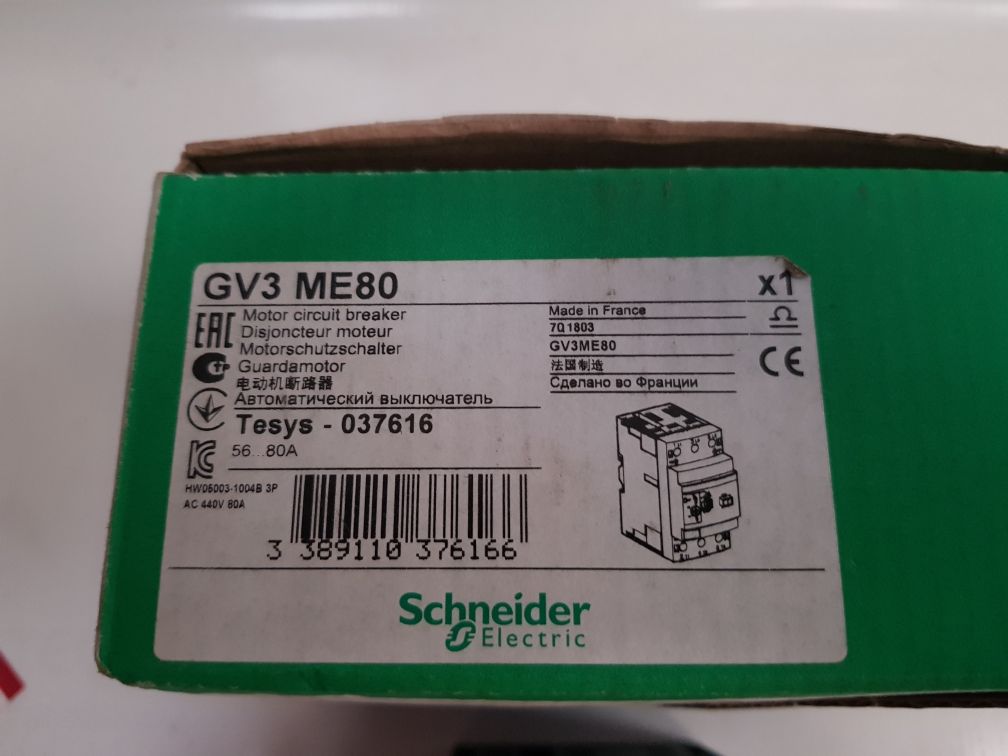 GV3 ME80
x1
EAC
Motor circuit breaker
Disjoncteur moteur
Motorschutzschalter
Guardamotor
电动机断路器
Автоматический выключатель
Tesys - 037616
56...80A
HW05003-1004B 3P
AC 440V 80A
3 389110 376166
Made in France
7Q1803
GV3ME80
法国制造
Сделано во Франции
CE
Schneider
Electric